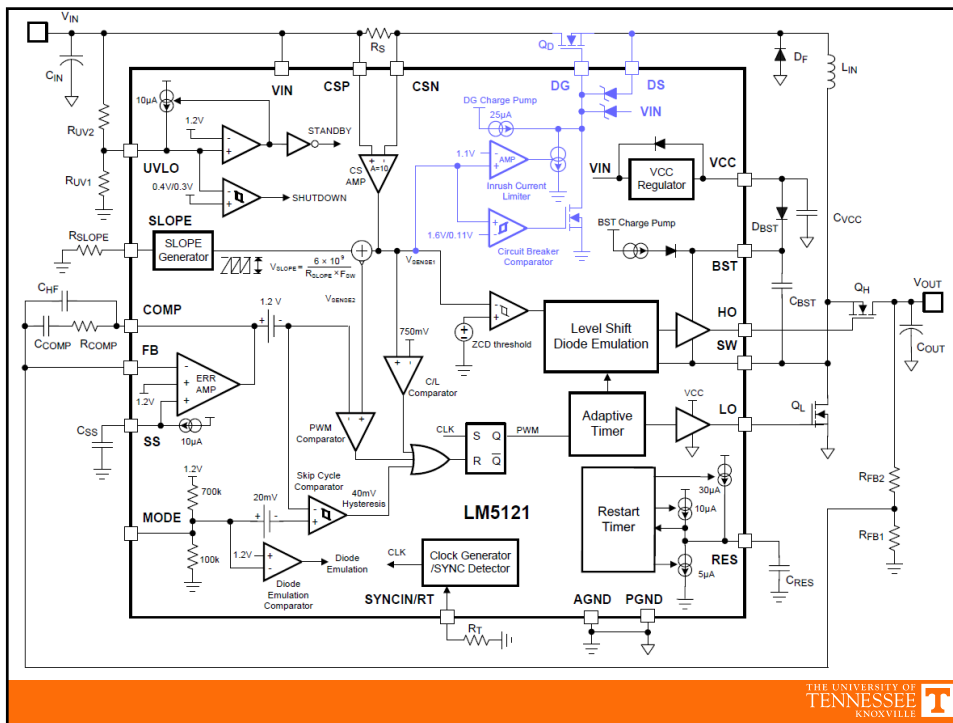 VIN
RS
QD
DF
LIN
CIN
VIN
CSP
CSN
DG
DS
10µA
DG Charge Pump
25µA
VIN
RUV2
1.2V
STANDBY
UVLO
A=10
CS
AMP
1.1V
AMP
Inrush Current
Limiter
VIN
VCC
Regulator
VCC
RUV1
0.4V/0.3V
SHUTDOWN
DBST
CVCC
SLOPE
1.6V/0.11V
Circuit Breaker
Comparator
BST Charge Pump
RSLOPE
SLOPE
Generator
VSLOPE= 6 × 10⁹
RSLOPE × FSW
VSENSE1
BST
VSENSE2
CHF
COMP
1.2 V
CBST
QH
VOUT
CCOMP
RCOMP
750mV
ZCD threshold
Level Shift
Diode Emulation
HO
SW
COUT
FB
ERR
AMP
1.2V
C/L
Comparator
VCC
QL
CSS
SS
10µA
PWM
Comparator
CLK
S Q
R Q
PWM
Adaptive
Timer
LO
1.2V
700k
Skip Cycle
Comparator
20mV
40mV
Hysteresis
LM5121
30µA
10µA
RFB2
MODE
Restart
Timer
100k
1.2V
Diode
Emulation
CLK
Clock Generator
/SYNC Detector
5µA
RES
RFB1
CRES
Diode
Emulation
Comparator
SYNCIN/RT
AGND
PGND
RT
THE UNIVERSITY OF
TENNESSEE
KNOXVILLE
T